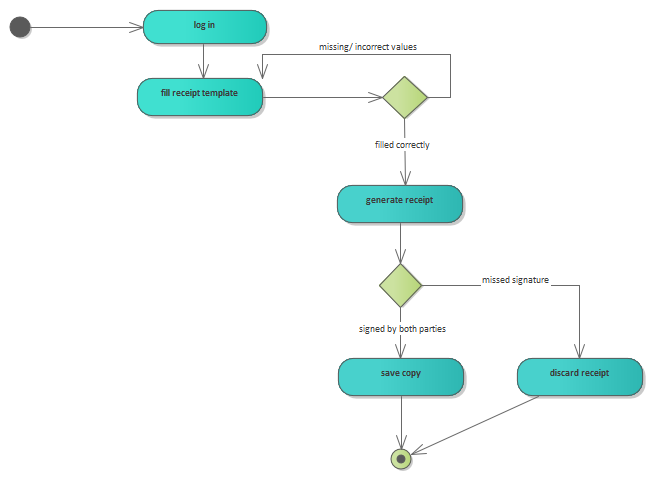 log in
missing/ incorrect values
fill receipt template
filled correctly
generate receipt
missed signature
signed by both parties
save copy
discard receipt